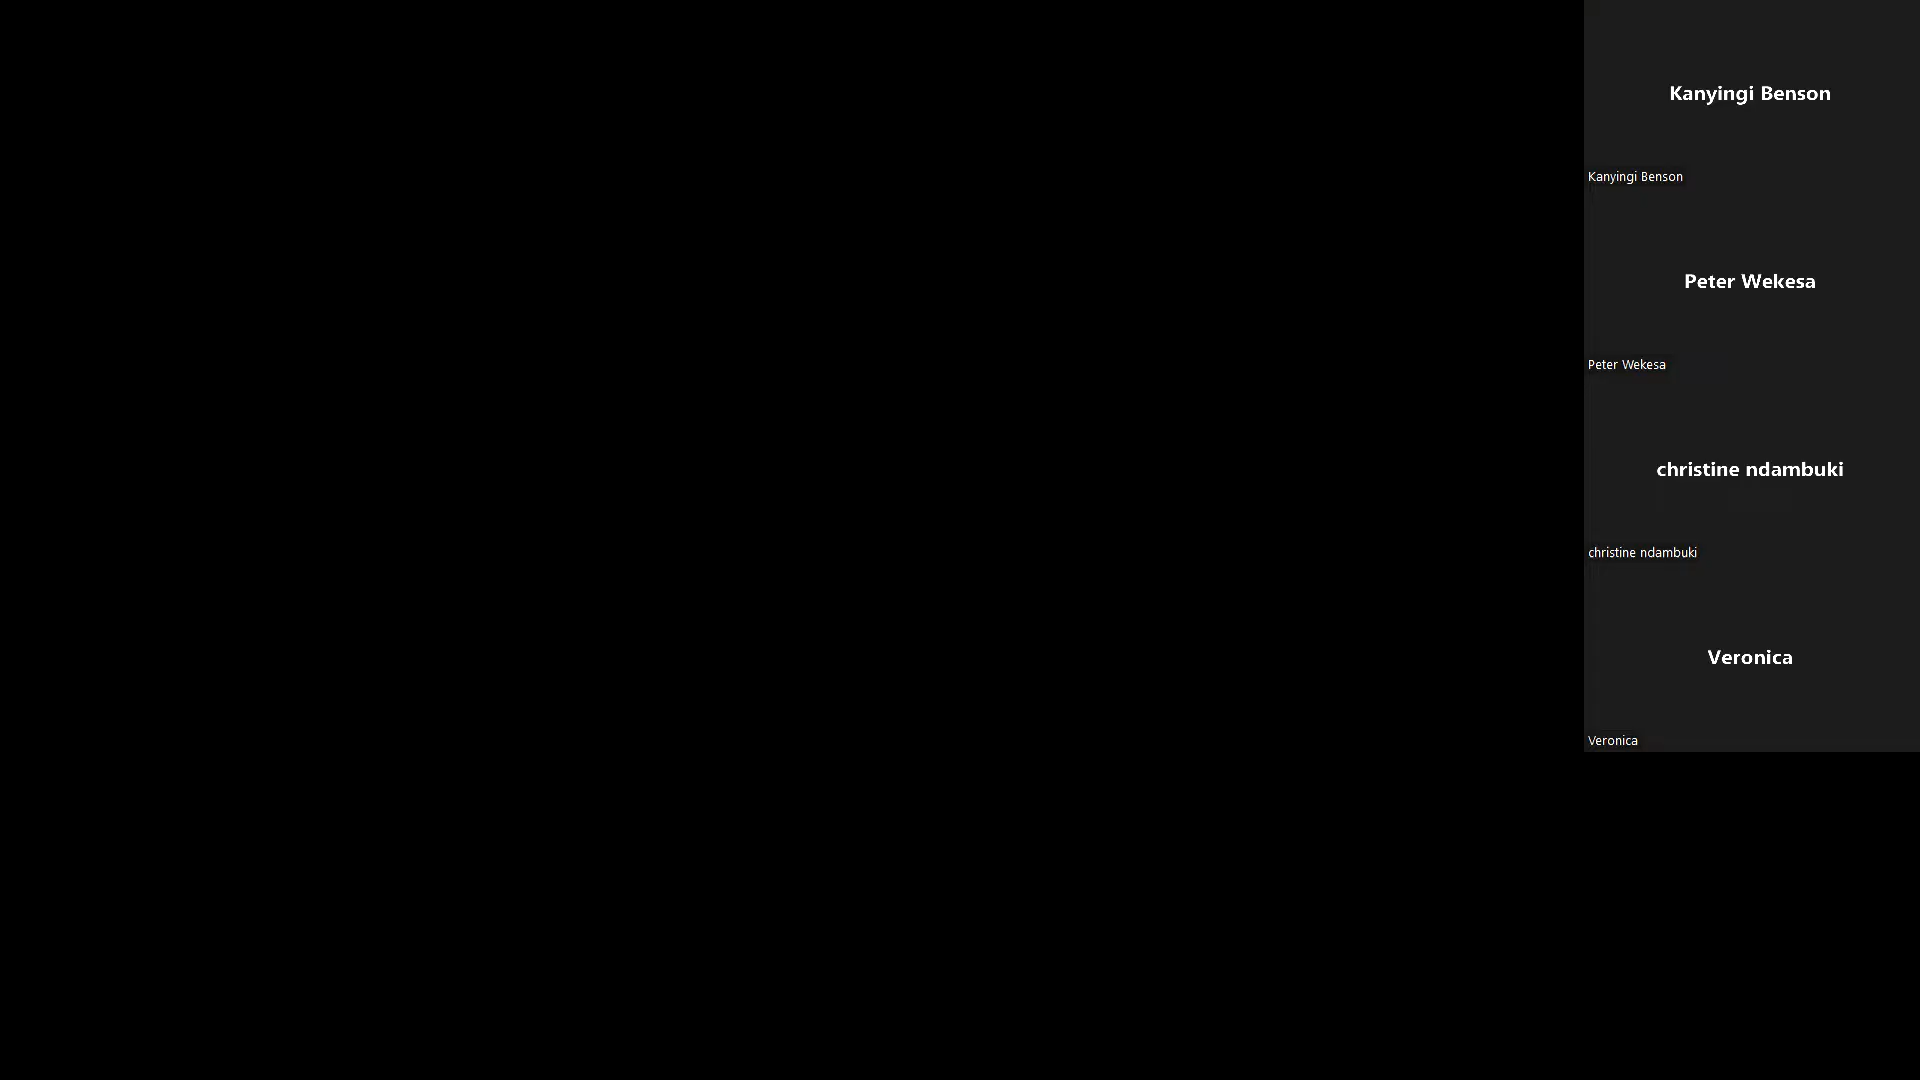 Kanyingi Benson
Kanyingi Benson
Peter Wekesa
Peter Wekesa
christine ndambuki
christine ndambuki
Veronica
Veronica